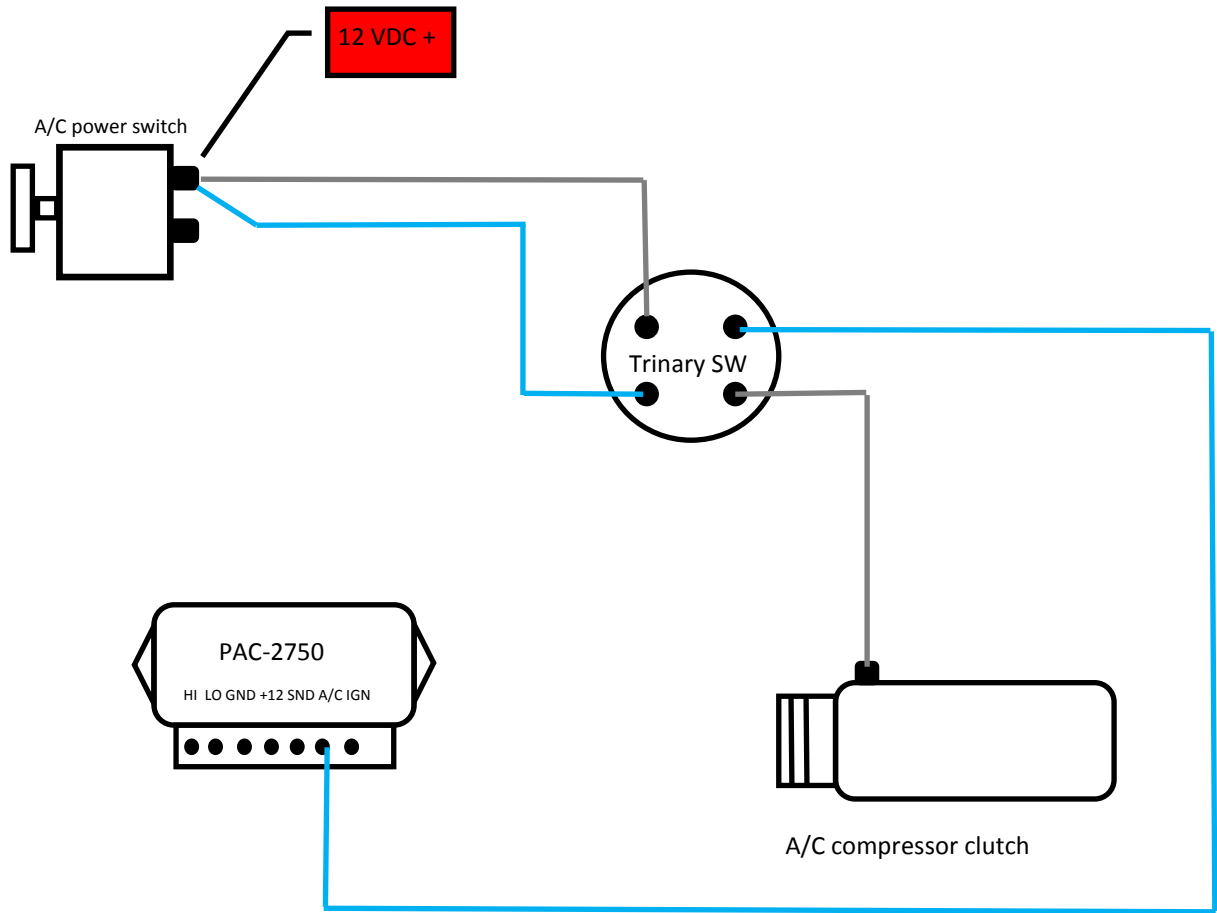 12 VDC +
A/C power switch
Trinary SW
PAC-2750
HI LO GND +12 SND A/C IGN
A/C compressor clutch